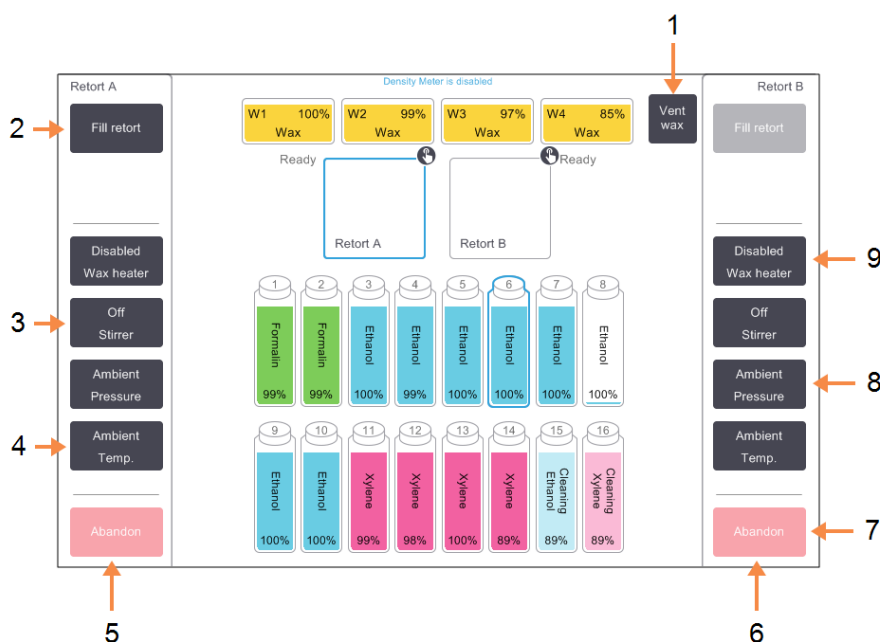 1
Retort A
Density Meter is disabled
Retort B
2
Fill retort
W1 100%
Wax
W2 99%
Wax
W3 97%
Wax
W4 85%
Wax
Vent
wax
Fill retort
Ready
Ready
Retort A
Retort B
Disabled
Wax heater
Disabled
Wax heater
9
3
Off
Stirrer
Off
Stirrer
1 2 3 4 5 6 7 8
Formalin Formalin Ethanol Ethanol Ethanol Ethanol Ethanol Ethanol
99% 99% 100% 99% 100% 100% 100% 100%
Ambient
Pressure
Ambient
Pressure
8
4
Ambient
Temp.
Ambient
Temp.
9 10 11 12 13 14 15 16
Ethanol Ethanol Xylene Xylene Xylene Xylene Cleaning Ethanol Cleaning Xylene
100% 100% 99% 98% 100% 89% 89% 89%
Abandon
Abandon
7
5
6